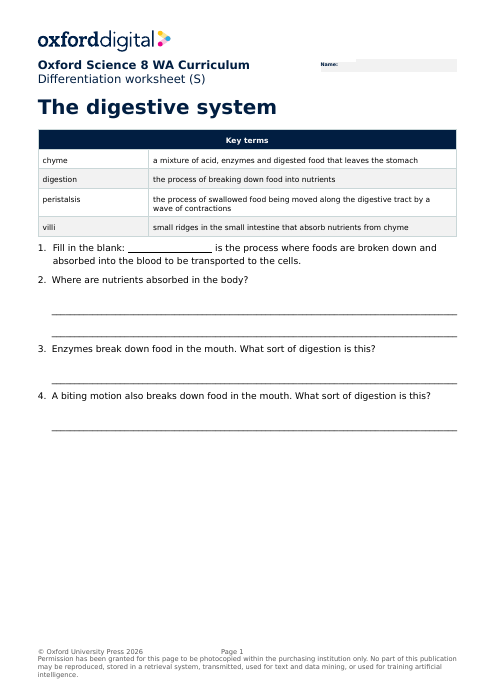 oxforddigital
Oxford Science 8 WA Curriculum
Name:
Differentiation worksheet (S)
The digestive system
Key terms
chyme a mixture of acid, enzymes and digested food that leaves the stomach
digestion the process of breaking down food into nutrients
peristalsis the process of swallowed food being moved along the digestive tract by a
wave of contractions
villi small ridges in the small intestine that absorb nutrients from chyme
1. Fill in the blank: __________________ is the process where foods are broken down and
absorbed into the blood to be transported to the cells.
2. Where are nutrients absorbed in the body?
3. Enzymes break down food in the mouth. What sort of digestion is this?
4. A biting motion also breaks down food in the mouth. What sort of digestion is this?
© Oxford University Press 2026 Page 1
Permission has been granted for this page to be photocopied within the purchasing institution only. No part of this publication
may be reproduced, stored in a retrieval system, transmitted, used for text and data mining, or used for training artificial
intelligence.